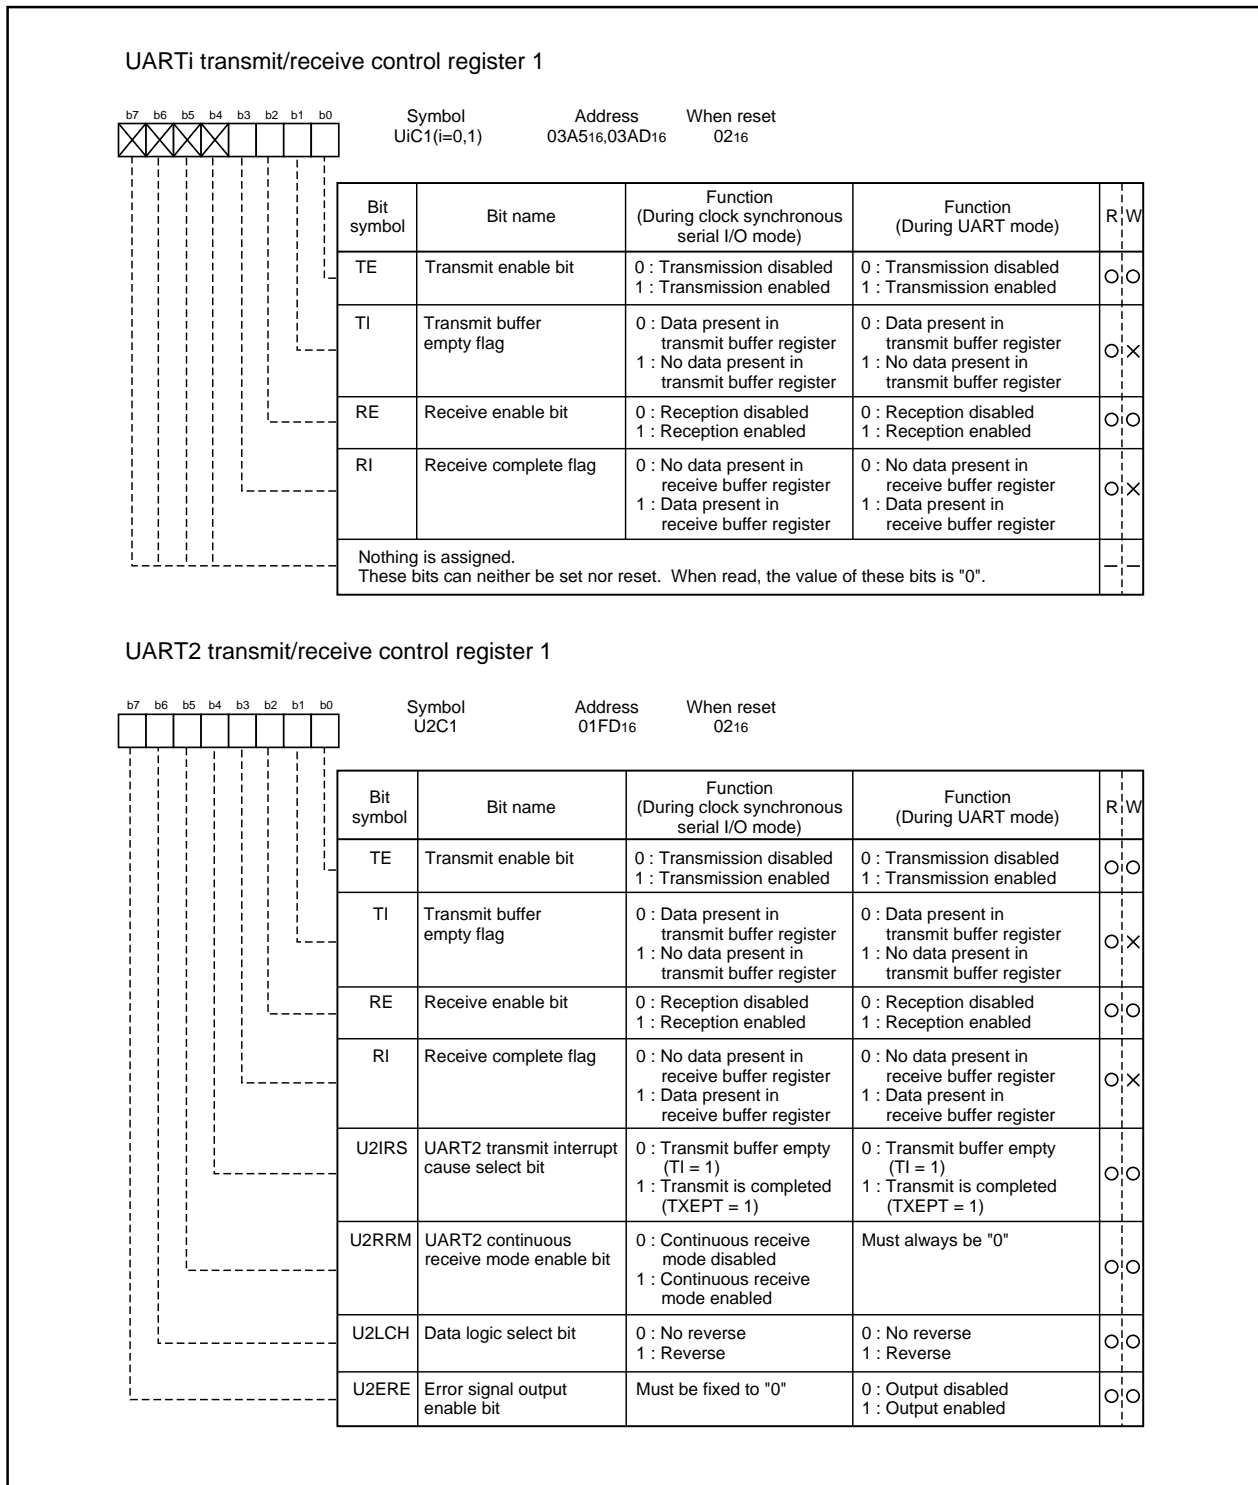 UARTi transmit/receive control register 1
b7 b6 b5 b4 b3 b2 b1 b0
Symbol Address When reset
UiC1(i=0,1) 03A516,03AD16 0216
Bit symbol Bit name Function (During clock synchronous serial I/O mode) Function (During UART mode) R W
TE Transmit enable bit 0 : Transmission disabled 0 : Transmission disabled
1 : Transmission enabled 1 : Transmission enabled
TI Transmit buffer 0 : Data present in 0 : Data present in
empty flag transmit buffer register transmit buffer register
1 : No data present in 1 : No data present in
transmit buffer register transmit buffer register
RE Receive enable bit 0 : Reception disabled 0 : Reception disabled
1 : Reception enabled 1 : Reception enabled
RI Receive complete flag 0 : No data present in 0 : No data present in
receive buffer register receive buffer register
1 : Data present in 1 : Data present in
receive buffer register receive buffer register
Nothing is assigned.
These bits can neither be set nor reset. When read, the value of these bits is "0".
UART2 transmit/receive control register 1
b7 b6 b5 b4 b3 b2 b1 b0
Symbol Address When reset
U2C1 01FD16 0216
Bit symbol Bit name Function (During clock synchronous serial I/O mode) Function (During UART mode) R W
TE Transmit enable bit 0 : Transmission disabled 0 : Transmission disabled
1 : Transmission enabled 1 : Transmission enabled
TI Transmit buffer 0 : Data present in 0 : Data present in
empty flag transmit buffer register transmit buffer register
1 : No data present in 1 : No data present in
transmit buffer register transmit buffer register
RE Receive enable bit 0 : Reception disabled 0 : Reception disabled
1 : Reception enabled 1 : Reception enabled
RI Receive complete flag 0 : No data present in 0 : No data present in
receive buffer register receive buffer register
1 : Data present in 1 : Data present in
receive buffer register receive buffer register
U2IRS UART2 transmit interrupt 0 : Transmit buffer empty 0 : Transmit buffer empty
cause select bit (TI = 1) (TI = 1)
1 : Transmit is completed 1 : Transmit is completed
(TXEPT = 1) (TXEPT = 1)
U2RRM UART2 continuous 0 : Continuous receive Must always be "0"
receive mode enable bit mode disabled
1 : Continuous receive
mode enabled
U2LCH Data logic select bit 0 : No reverse 0 : No reverse
1 : Reverse 1 : Reverse
U2ERE Error signal output Must be fixed to "0" 0 : Output disabled
enable bit 1 : Output enabled